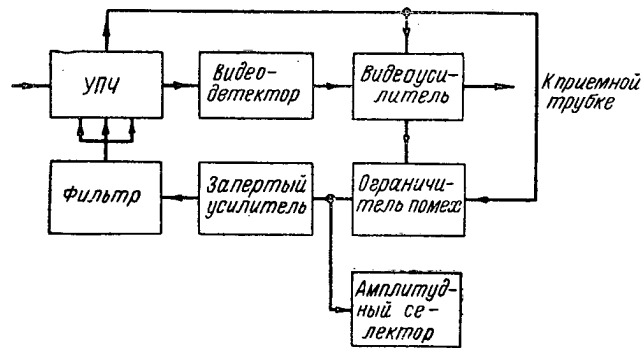 УПЧ
Видео-
детектор
Видеоуси-
литель
К приемной
трубке
Фильтр
Запертый
усилитель
Ограничи-
тель помех
Амплитуд-
ный се-
лектор